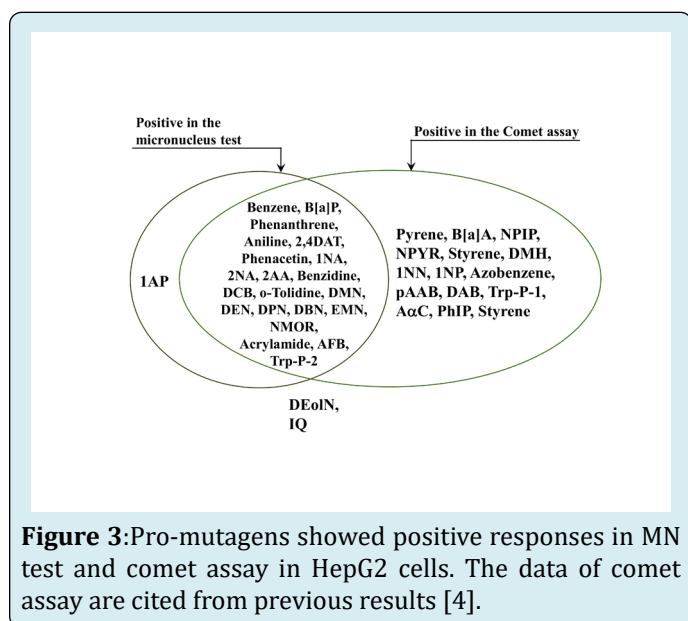 Positive in the
micronucleus test
Positive in the Comet assay
1AP
Benzene, B[a]P,
Phenanthrene,
Aniline, 2,4DAT,
Phenacetin, 1NA,
2NA, 2AA, Benzidine,
DCB, o-Tolidine, DMN,
DEN, DPN, DBN, EMN,
NMOR,
Acrylamide, AFB,
Trp-P-2
Pyrene, B[a]A, NPIP,
NPYR, Styrene, DMH,
1NN, 1NP, Azobenzene,
pAAB, DAB, Trp-P-1,
AαC, PhIP, Styrene
DEolN,
IQ
Figure 3:Pro-mutagens showed positive responses in MN
test and comet assay in HepG2 cells. The data of comet
assay are cited from previous results [4].